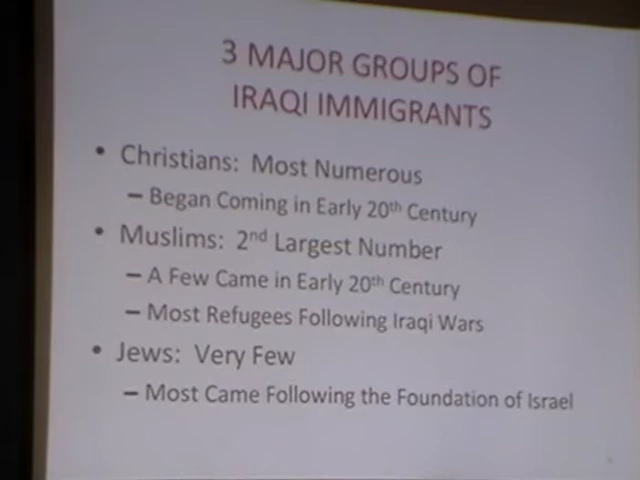 3 MAJOR GROUPS OF
IRAQI IMMIGRANTS
• Christians: Most Numerous
– Began Coming in Early 20th Century
• Muslims: 2nd Largest Number
– A Few Came in Early 20th Century
– Most Refugees Following Iraqi Wars
• Jews: Very Few
– Most Came Following the Foundation of Israel